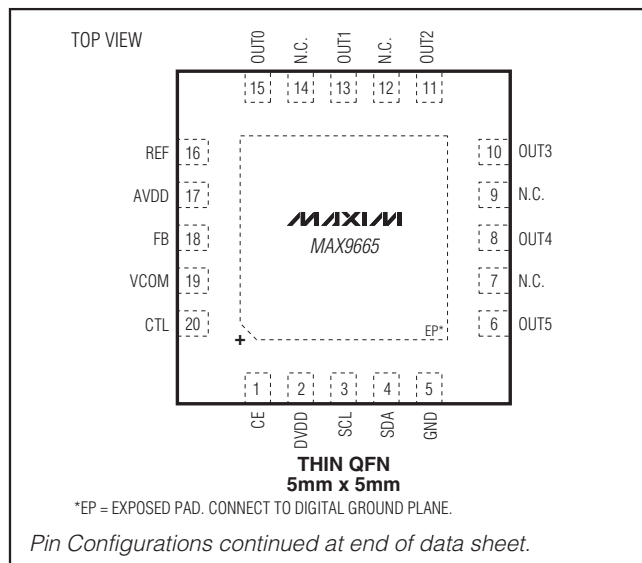 TOP VIEW
OUT0
N.C.
OUT1
N.C.
OUT2
15 14 13 12 11
REF 16
AVDD 17
FB 18
VCOM 19
CTL 20
10 OUT3
9 N.C.
8 OUT4
7 N.C.
6 OUT5
MAXIM
MAX9665
EP*
+
1 2 3 4 5
CE
DVDD
SCL
SDA
GND
THIN QFN
5mm x 5mm
*EP = EXPOSED PAD. CONNECT TO DIGITAL GROUND PLANE.
Pin Configurations continued at end of data sheet.